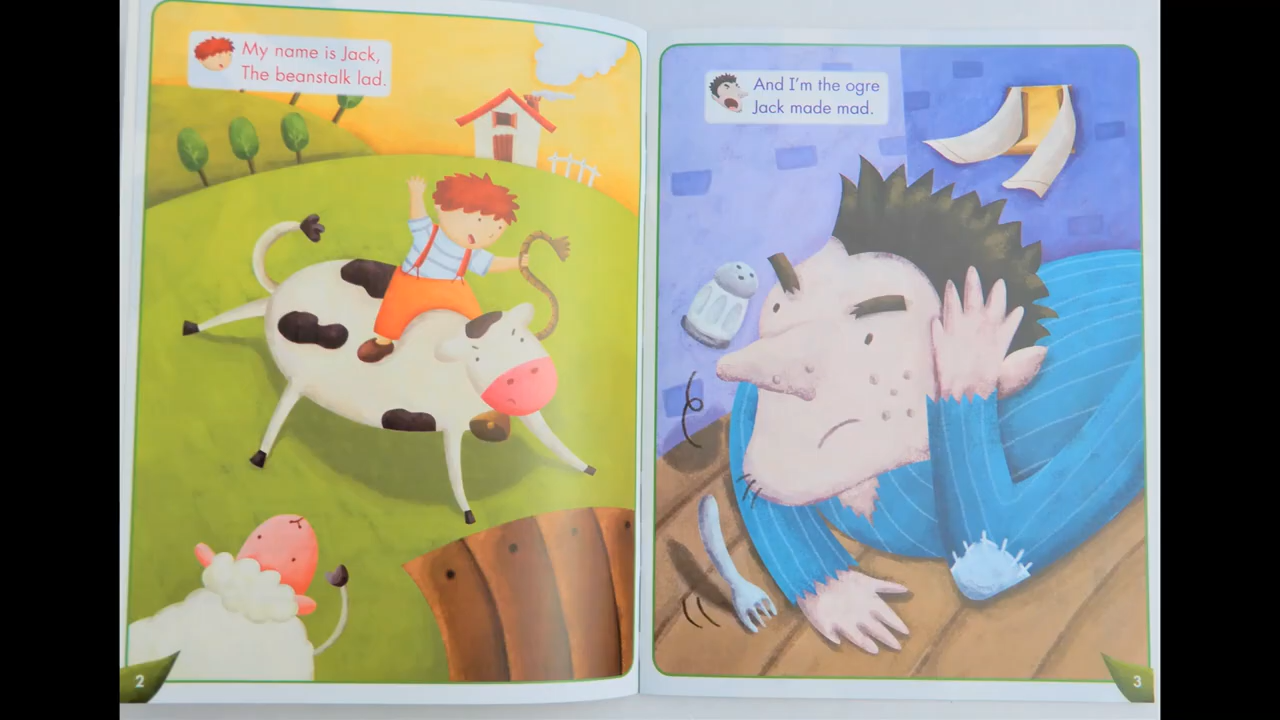 My name is Jack,
The beanstalk lad.
2
And I'm the ogre
Jack made mad.
3